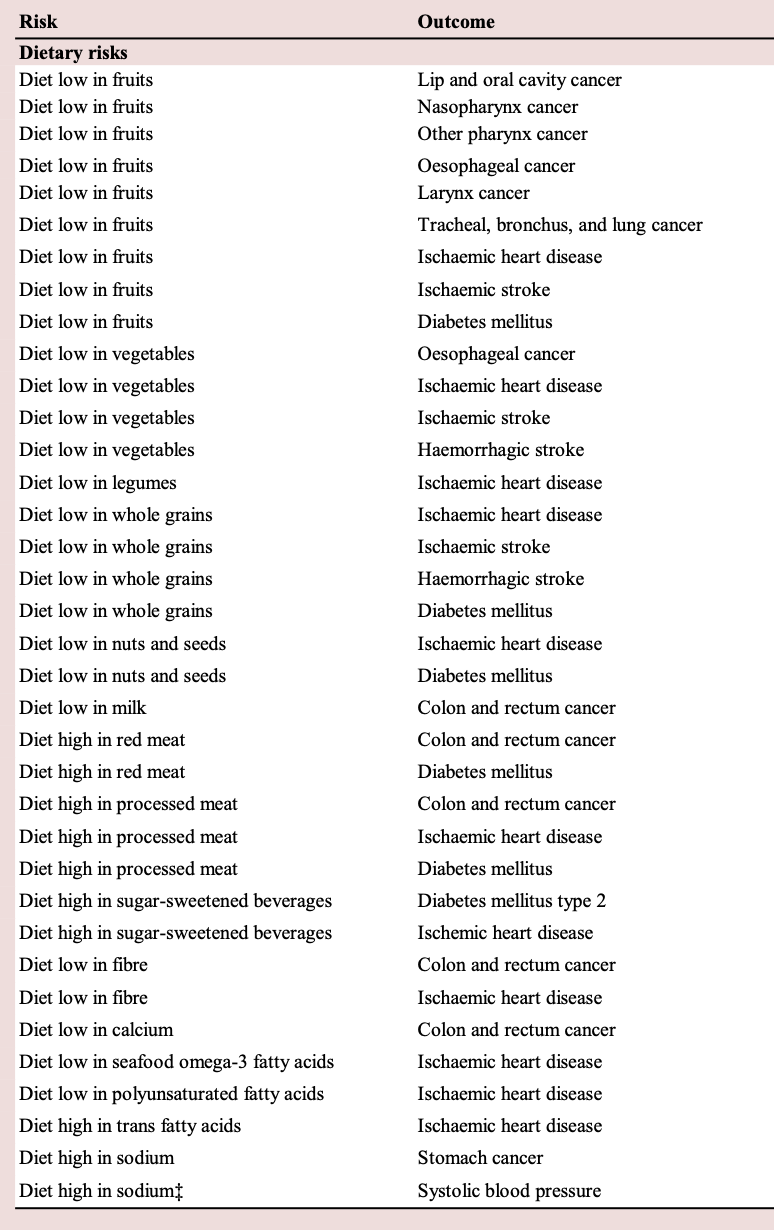 Risk Outcome
Dietary risks
Diet low in fruits Lip and oral cavity cancer
Diet low in fruits Nasopharynx cancer
Diet low in fruits Other pharynx cancer
Diet low in fruits Oesophageal cancer
Diet low in fruits Larynx cancer
Diet low in fruits Tracheal, bronchus, and lung cancer
Diet low in fruits Ischaemic heart disease
Diet low in fruits Ischaemic stroke
Diet low in fruits Diabetes mellitus
Diet low in vegetables Oesophageal cancer
Diet low in vegetables Ischaemic heart disease
Diet low in vegetables Ischaemic stroke
Diet low in vegetables Haemorrhagic stroke
Diet low in legumes Ischaemic heart disease
Diet low in whole grains Ischaemic heart disease
Diet low in whole grains Ischaemic stroke
Diet low in whole grains Haemorrhagic stroke
Diet low in whole grains Diabetes mellitus
Diet low in nuts and seeds Ischaemic heart disease
Diet low in nuts and seeds Diabetes mellitus
Diet low in milk Colon and rectum cancer
Diet high in red meat Colon and rectum cancer
Diet high in red meat Diabetes mellitus
Diet high in processed meat Colon and rectum cancer
Diet high in processed meat Ischaemic heart disease
Diet high in processed meat Diabetes mellitus
Diet high in sugar-sweetened beverages Diabetes mellitus type 2
Diet high in sugar-sweetened beverages Ischemic heart disease
Diet low in fibre Colon and rectum cancer
Diet low in fibre Ischaemic heart disease
Diet low in calcium Colon and rectum cancer
Diet low in seafood omega-3 fatty acids Ischaemic heart disease
Diet low in polyunsaturated fatty acids Ischaemic heart disease
Diet high in trans fatty acids Ischaemic heart disease
Diet high in sodium Stomach cancer
Diet high in sodium‡ Systolic blood pressure